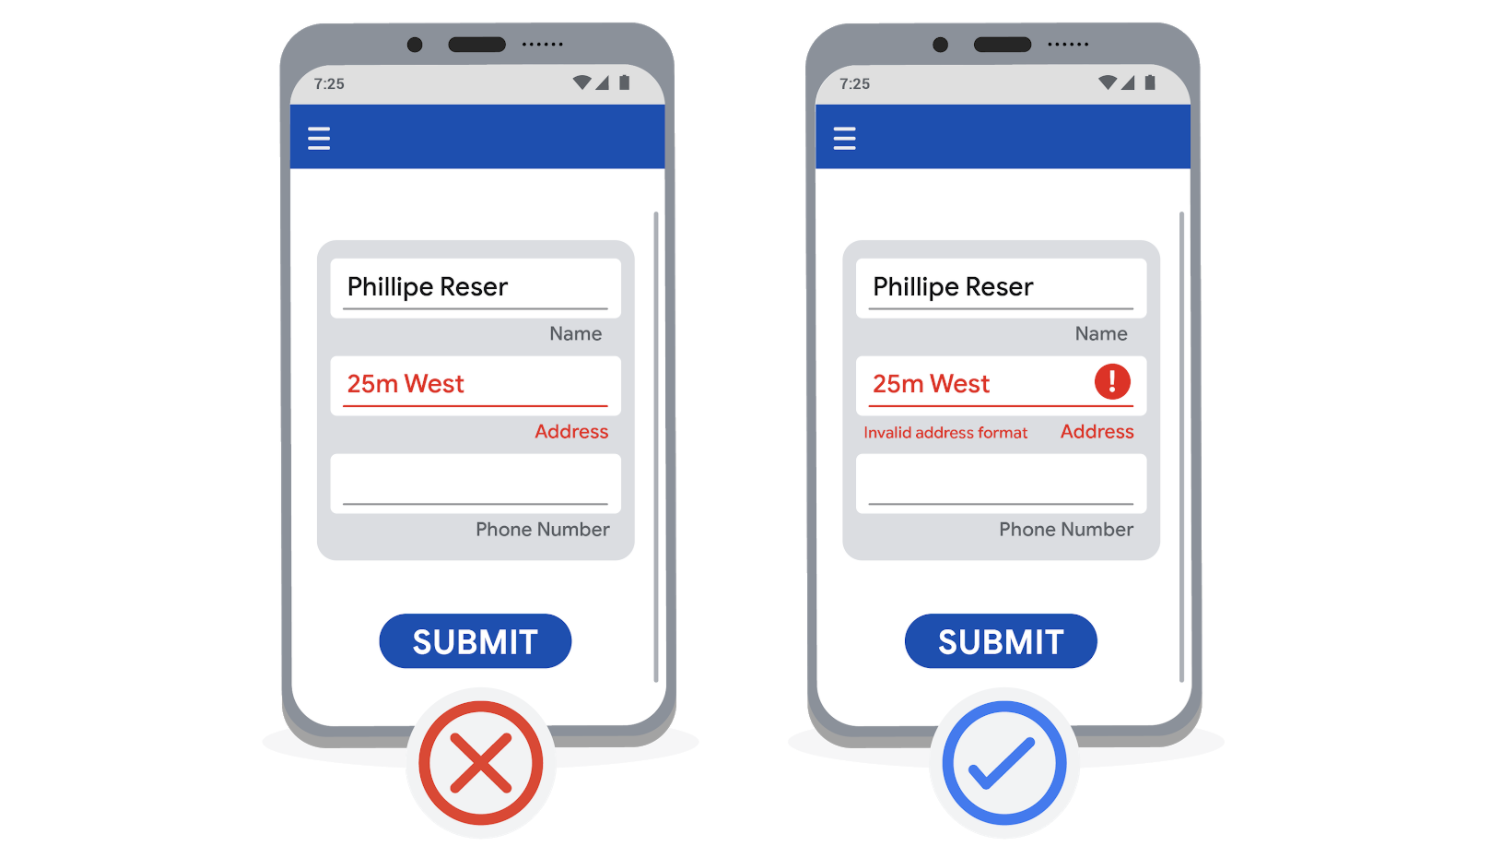 7:25
Phillipe Reser
Name
25m West
Address
Phone Number
SUBMIT
7:25
Phillipe Reser
Name
25m West
!
Invalid address format Address
Phone Number
SUBMIT